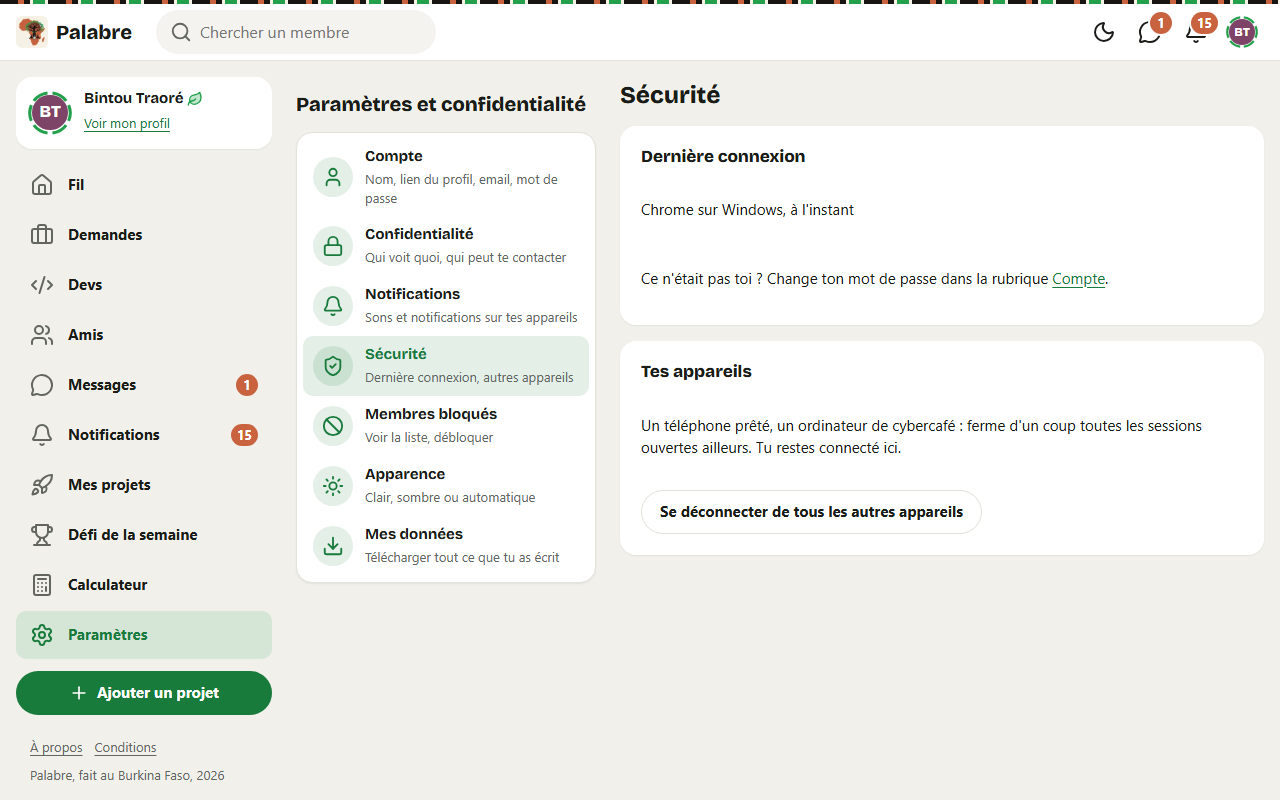 Palabre
Chercher un membre
1
15
BT
BT
Bintou Traoré
Voir mon profil
Fil
Demandes
Devs
Amis
Messages
1
Notifications
15
Mes projets
Défi de la semaine
Calculateur
Paramètres
Ajouter un projet
À propos
Conditions
Palabre, fait au Burkina Faso, 2026
Paramètres et confidentialité
Compte
Nom, lien du profil, email, mot de
passe
Confidentialité
Qui voit quoi, qui peut te contacter
Notifications
Sons et notifications sur tes appareils
Sécurité
Dernière connexion, autres appareils
Membres bloqués
Voir la liste, débloquer
Apparence
Clair, sombre ou automatique
Mes données
Télécharger tout ce que tu as écrit
Sécurité
Dernière connexion
Chrome sur Windows, à l'instant
Ce n'était pas toi ? Change ton mot de passe dans la rubrique Compte.
Tes appareils
Un téléphone prêté, un ordinateur de cybercafé : ferme d'un coup toutes les sessions
ouvertes ailleurs. Tu restes connecté ici.
Se déconnecter de tous les autres appareils